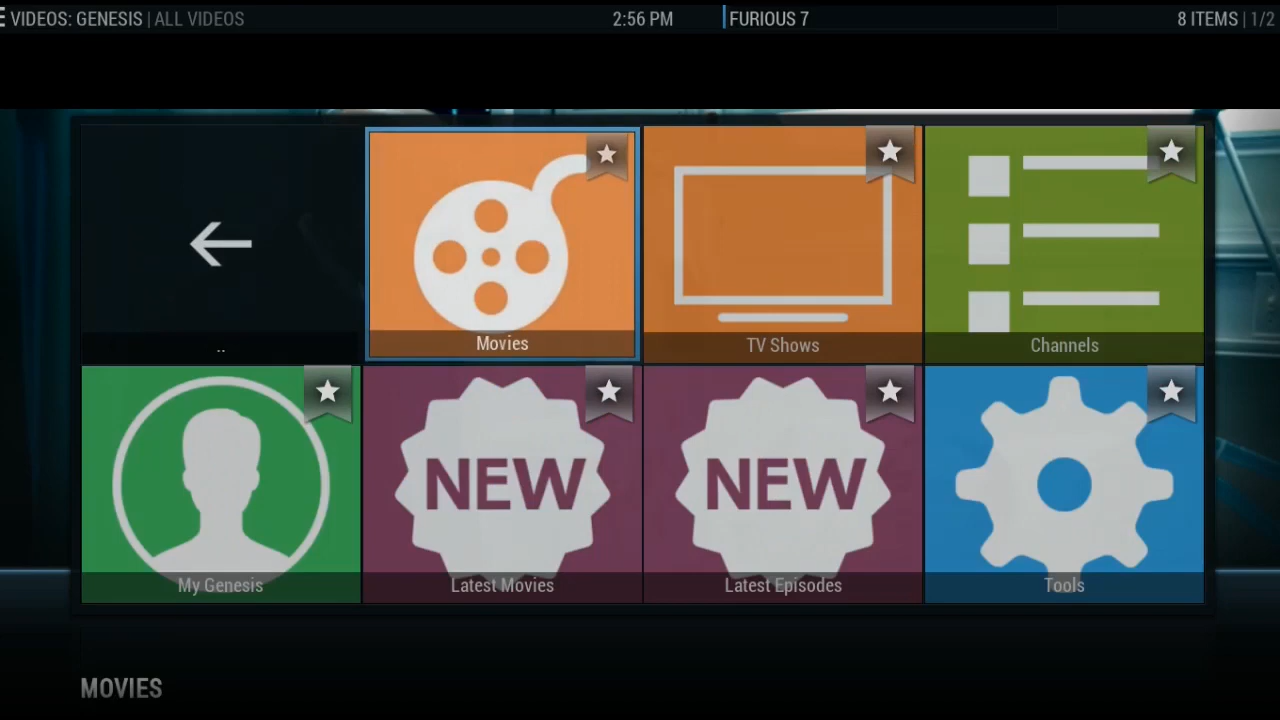 VIDEOS: GENESIS | ALL VIDEOS
2:56 PM
FURIOUS 7
8 ITEMS | 1/2
..
Movies
TV Shows
Channels
NEW
NEW
My Genesis
Latest Movies
Latest Episodes
Tools
MOVIES